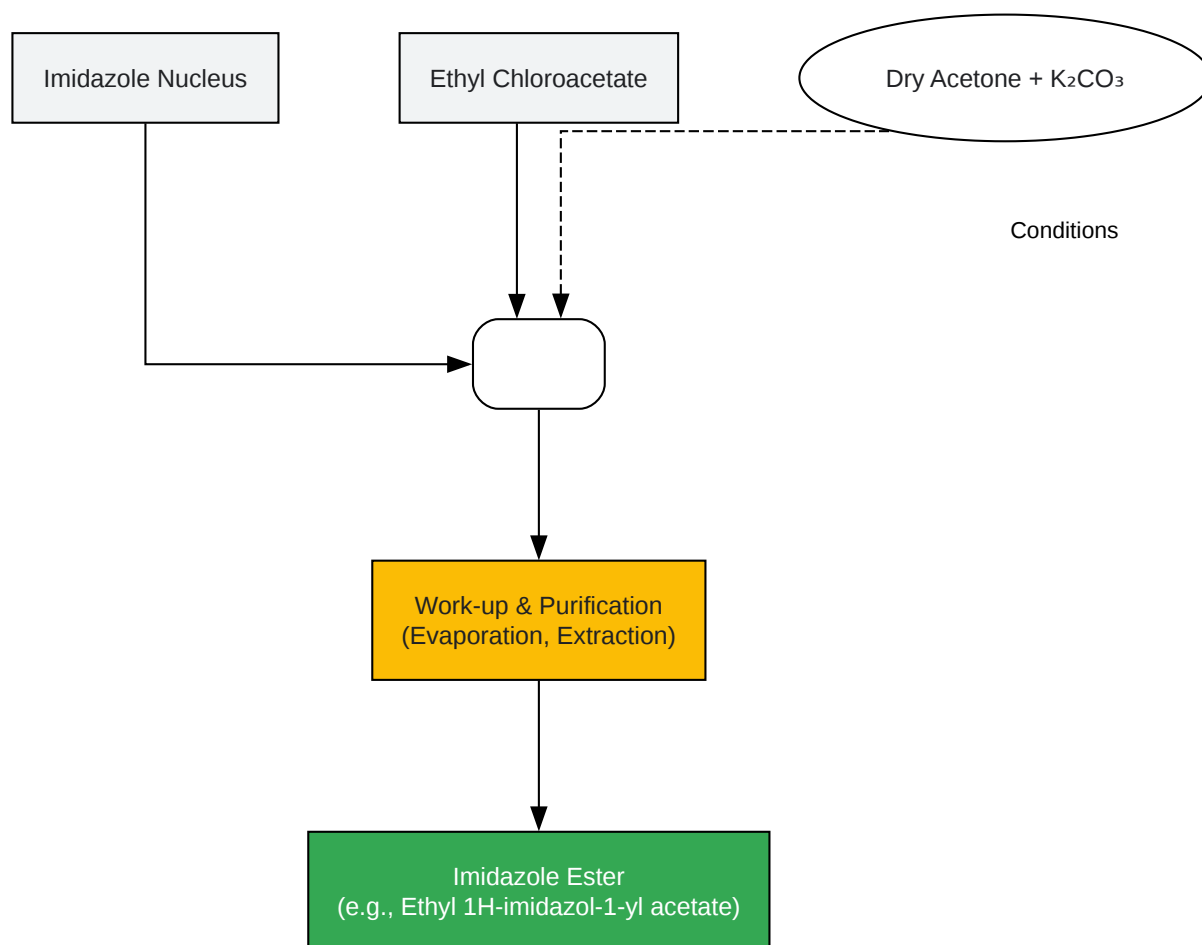 Imidazole Nucleus
Ethyl Chloroacetate
Dry Acetone + K₂CO₃
Conditions
Work-up & Purification
(Evaporation, Extraction)
Imidazole Ester
(e.g., Ethyl 1H-imidazol-1-yl acetate)